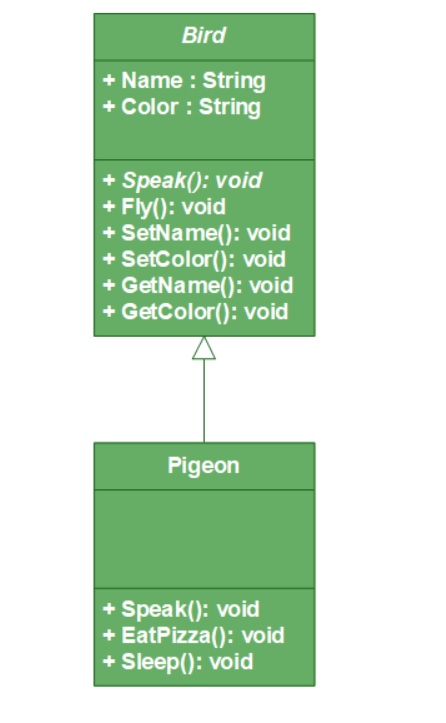 Bird
+ Name : String
+ Color : String
+ Speak(): void
+ Fly(): void
+ SetName(): void
+ SetColor(): void
+ GetName(): void
+ GetColor(): void
Pigeon
+ Speak(): void
+ EatPizza(): void
+ Sleep(): void